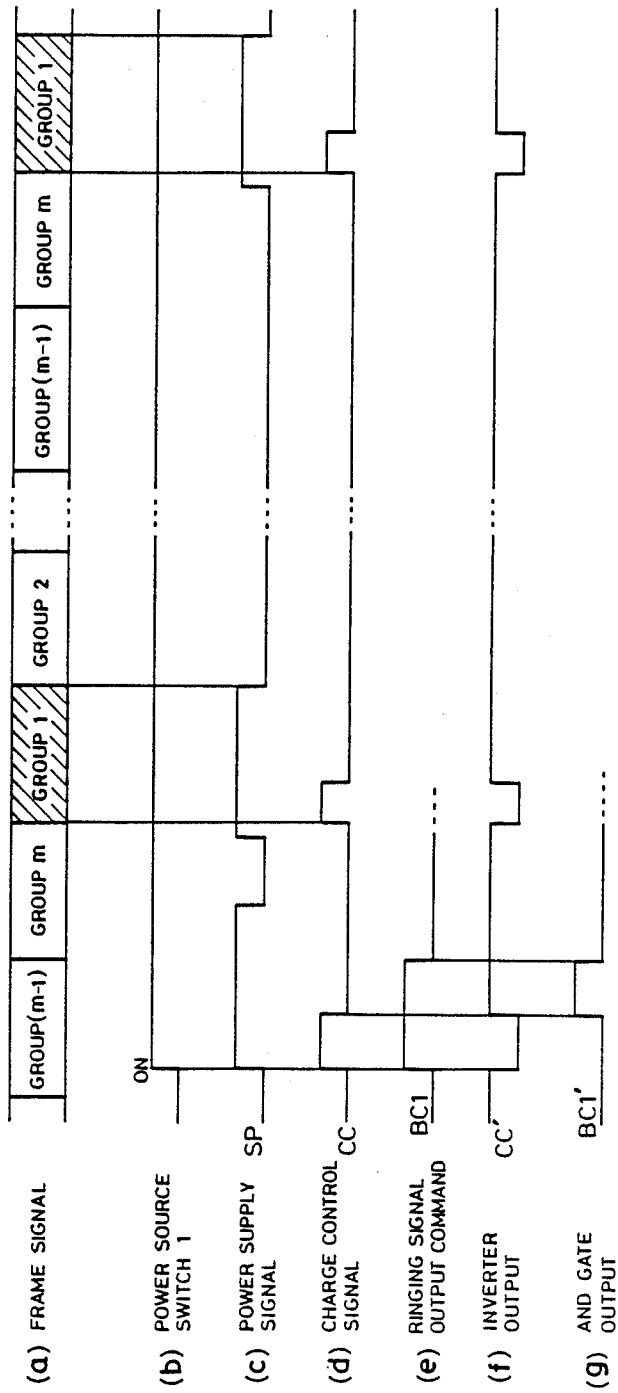 (a) FRAME SIGNAL
GROUP(m-1)
GROUP m
GROUP 1
GROUP 2
GROUP(m-1)
GROUP m
GROUP 1
(b) POWER SOURCE
SWITCH 1
ON
(c) POWER SUPPLY
SIGNAL
SP
(d) CHARGE CONTROL
SIGNAL
CC
(e) RINGING SIGNAL
OUTPUT COMMAND
BC1
(f) INVERTER
OUTPUT
CC′
(g) AND GATE
OUTPUT
BC1′